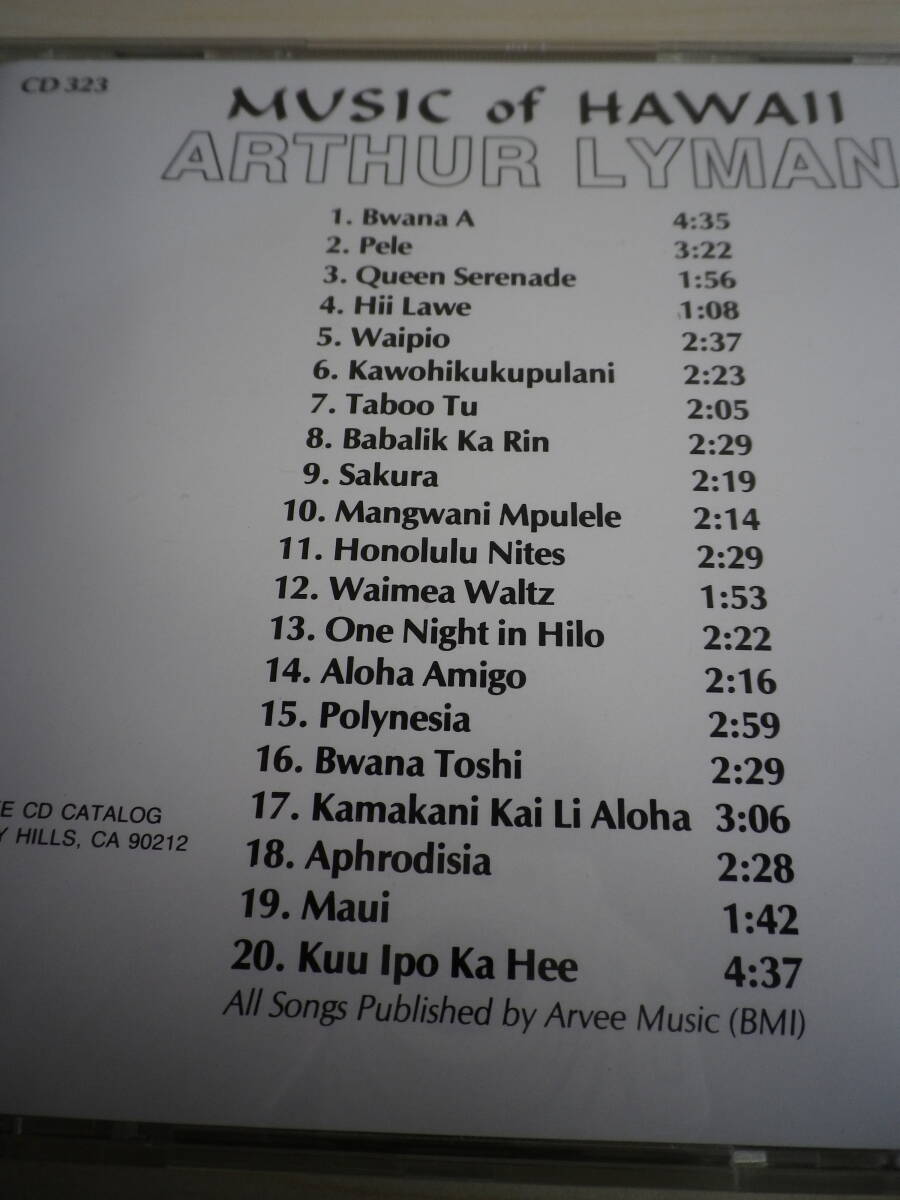 CD 323
MUSIC of HAWAII
ARTHUR LYMAN
1. Bwana A 4:35
2. Pele 3:22
3. Queen Serenade 1:56
4. Hii Lawe 1:08
5. Waipio 2:37
6. Kawohikukupulani 2:23
7. Taboo Tu 2:05
8. Babalik Ka Rin 2:29
9. Sakura 2:19
10. Mangwani Mpulele 2:14
11. Honolulu Nites 2:29
12. Waimea Waltz 1:53
13. One Night in Hilo 2:22
14. Aloha Amigo 2:16
15. Polynesia 2:59
16. Bwana Toshi 2:29
17. Kamakani Kai Li Aloha 3:06
18. Aphrodisia 2:28
19. Maui 1:42
20. Kuu Ipo Ka Hee 4:37
All Songs Published by Arvee Music (BMI)
E CD CATALOG
Y HILLS, CA 90212